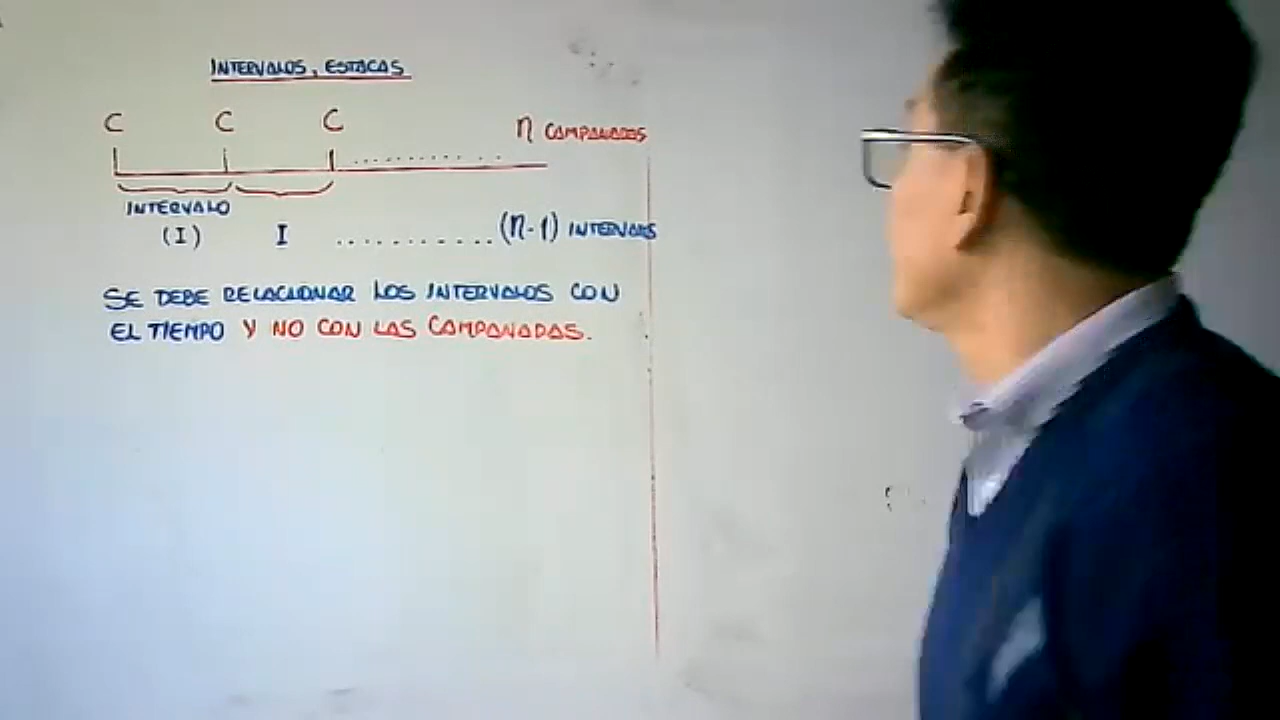 INTERVALOS, ESTACAS
C C C ........... n CAMPANADAS
INTERVALO
(I) I ........... (n-1) INTERVALOS
SE DEBE RELACIONAR LOS INTERVALOS CON
EL TIEMPO Y NO CON LAS CAMPANADAS.